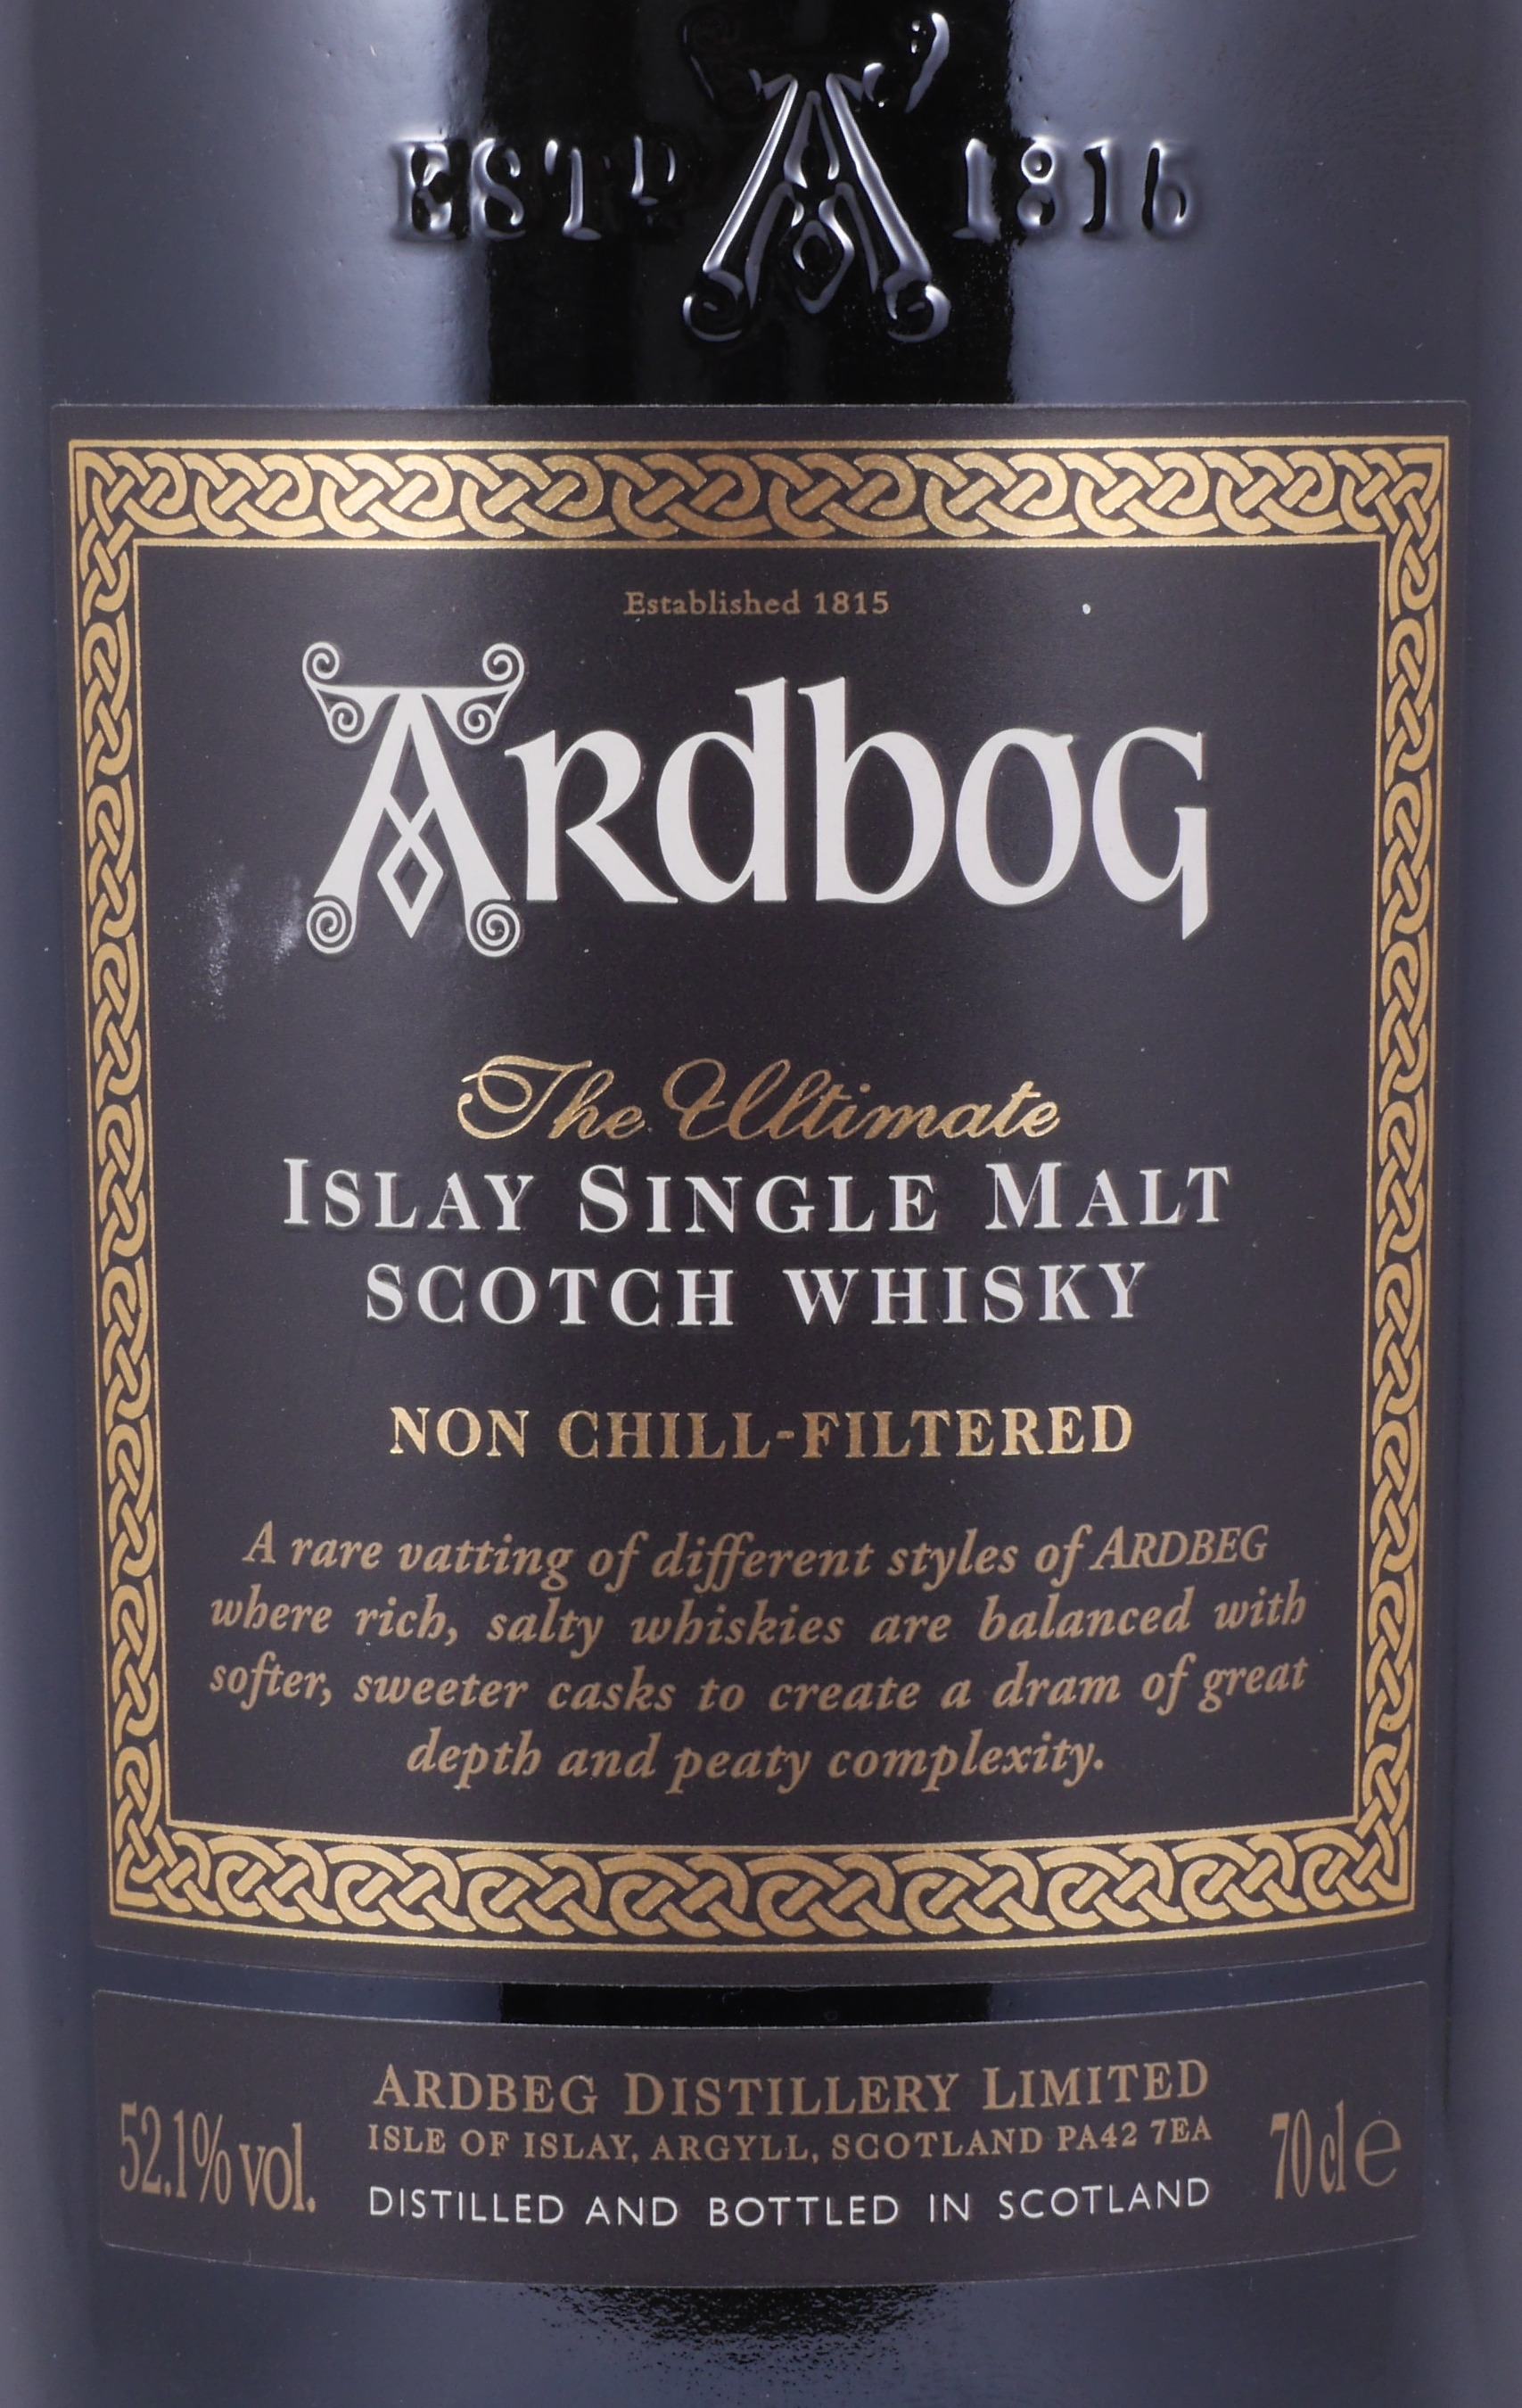 ESTD A 1815
Established 1815
Ardbog
The Ultimate
ISLAY SINGLE MALT
SCOTCH WHISKY
NON CHILL-FILTERED
A rare vatting of different styles of ARDBEG
where rich, salty whiskies are balanced with
softer, sweeter casks to create a dram of great
depth and peaty complexity.
ARDBEG DISTILLERY LIMITED
ISLE OF ISLAY, ARGYLL, SCOTLAND PA42 7EA
52.1% vol.
DISTILLED AND BOTTLED IN SCOTLAND
70 cl e